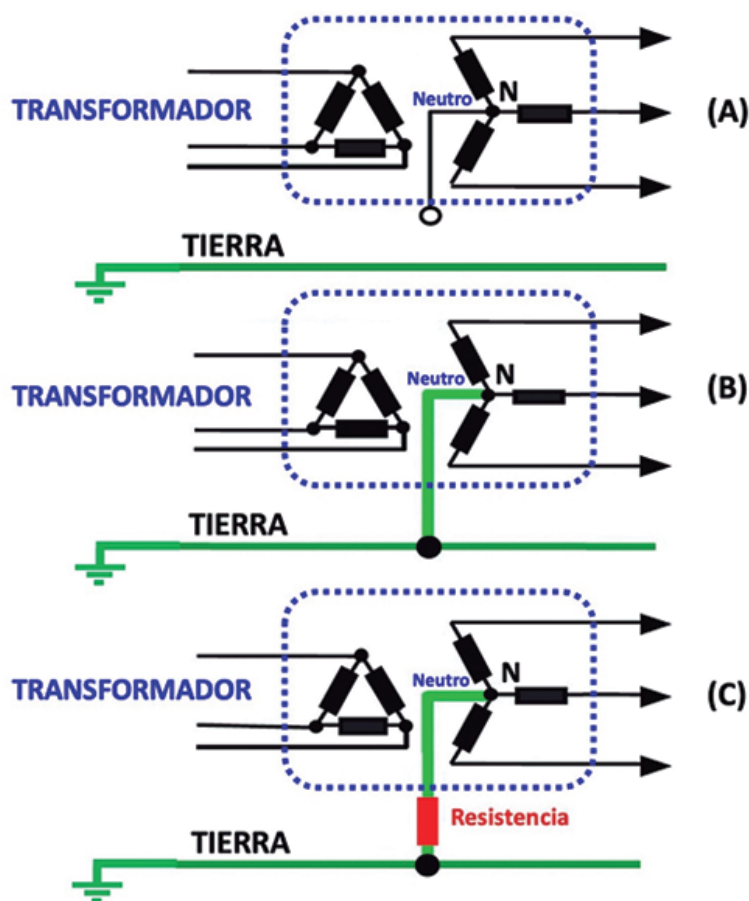 Neutro N
TRANSFORMADOR
(A)
TIERRA
Neutro N
TRANSFORMADOR
(B)
TIERRA
Neutro N
TRANSFORMADOR
(C)
Resistencia
TIERRA